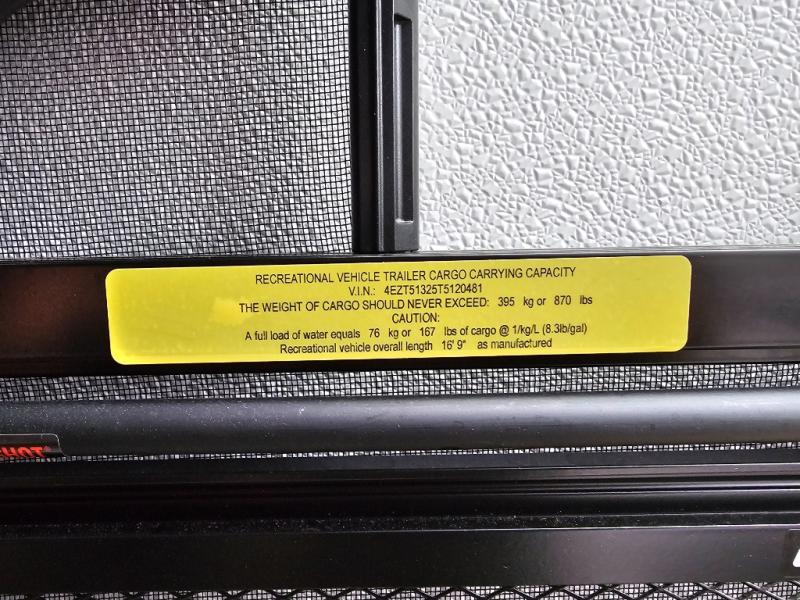 RECREATIONAL VEHICLE TRAILER CARGO CARRYING CAPACITY
V.I.N.: 4EZT51325T5120481
THE WEIGHT OF CARGO SHOULD NEVER EXCEED: 395 kg or 870 lbs
CAUTION:
A full load of water equals 76 kg or 167 lbs of cargo @ 1/kg/L (8.3lb/gal)
Recreational vehicle overall length 16' 9" as manufactured